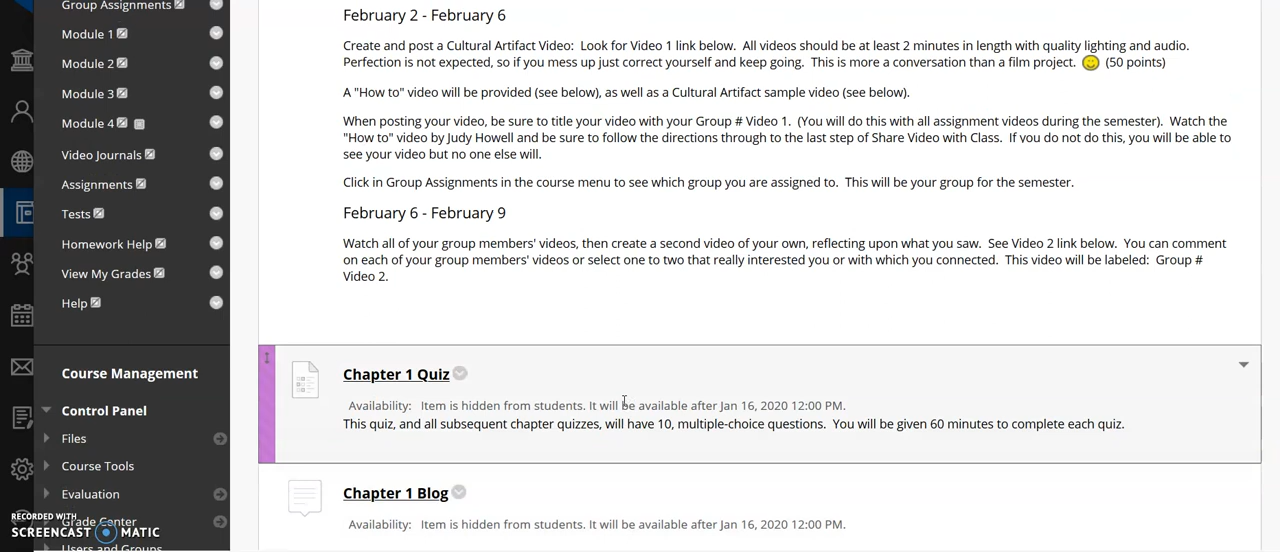 Group Assignments
Module 1
Module 2
Module 3
Module 4
Video Journals
Assignments
Tests
Homework Help
View My Grades
Help
Course Management
Control Panel
Files
Course Tools
Evaluation
Grade Center
Users and Groups
RECORDED WITH
SCREENCAST MATIC
February 2 - February 6
Create and post a Cultural Artifact Video:  Look for Video 1 link below.  All videos should be at least 2 minutes in length with quality lighting and audio.
Perfection is not expected, so if you mess up just correct yourself and keep going.  This is more a conversation than a film project. (50 points)
A "How to" video will be provided (see below), as well as a Cultural Artifact sample video (see below).
When posting your video, be sure to title your video with your Group # Video 1.  (You will do this with all assignment videos during the semester).  Watch the
"How to" video by Judy Howell and be sure to follow the directions through to the last step of Share Video with Class.  If you do not do this, you will be able to
see your video but no one else will.
Click in Group Assignments in the course menu to see which group you are assigned to.  This will be your group for the semester.
February 6 - February 9
Watch all of your group members' videos, then create a second video of your own, reflecting upon what you saw.  See Video 2 link below.  You can comment
on each of your group members' videos or select one to two that really interested you or with which you connected.  This video will be labeled:  Group #
Video 2.
Chapter 1 Quiz
Availability:  Item is hidden from students. It will be available after Jan 16, 2020 12:00 PM.
This quiz, and all subsequent chapter quizzes, will have 10, multiple-choice questions.  You will be given 60 minutes to complete each quiz.
Chapter 1 Blog
Availability:  Item is hidden from students. It will be available after Jan 16, 2020 12:00 PM.